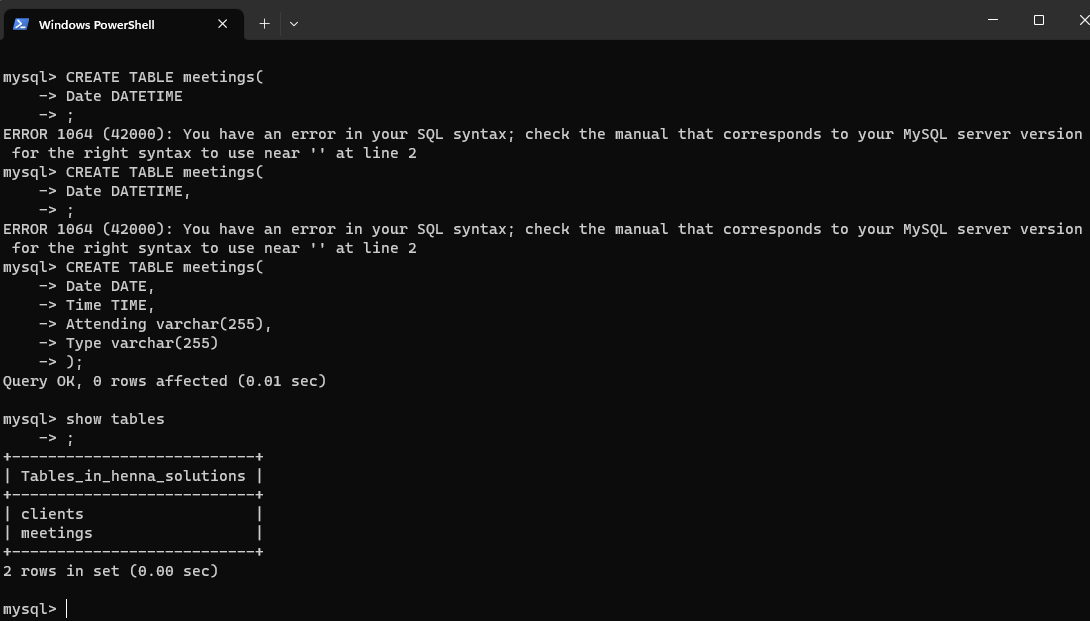 Windows PowerShell
mysql> CREATE TABLE meetings(
    -> Date DATETIME
    -> ;
ERROR 1064 (42000): You have an error in your SQL syntax; check the manual that corresponds to your MySQL server version
 for the right syntax to use near '' at line 2
mysql> CREATE TABLE meetings(
    -> Date DATETIME,
    -> ;
ERROR 1064 (42000): You have an error in your SQL syntax; check the manual that corresponds to your MySQL server version
 for the right syntax to use near '' at line 2
mysql> CREATE TABLE meetings(
    -> Date DATE,
    -> Time TIME,
    -> Attending varchar(255),
    -> Type varchar(255)
    -> );
Query OK, 0 rows affected (0.01 sec)
mysql> show tables
    -> ;
+---------------------------+
| Tables_in_henna_solutions |
+---------------------------+
| clients                   |
| meetings                  |
+---------------------------+
2 rows in set (0.00 sec)
mysql>